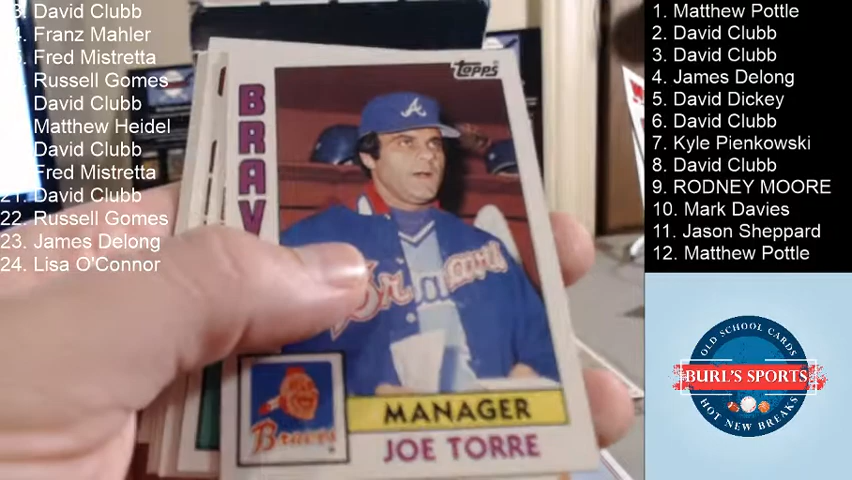 David Clubb
Franz Mahler
Fred Mistretta
Russell Gomes
David Clubb
Matthew Heidel
David Clubb
Fred Mistretta
21. David Clubb
22. Russell Gomes
23. James Delong
24. Lisa O'Connor
Topps
BRAV
Braves
Braves
MANAGER
JOE TORRE
1. Matthew Pottle
2. David Clubb
3. David Clubb
4. James Delong
5. David Dickey
6. David Clubb
7. Kyle Pienkowski
8. David Clubb
9. RODNEY MOORE
10. Mark Davies
11. Jason Sheppard
12. Matthew Pottle
OLD SCHOOL CARDS
BURL'S SPORTS
HOT NEW BREAKS